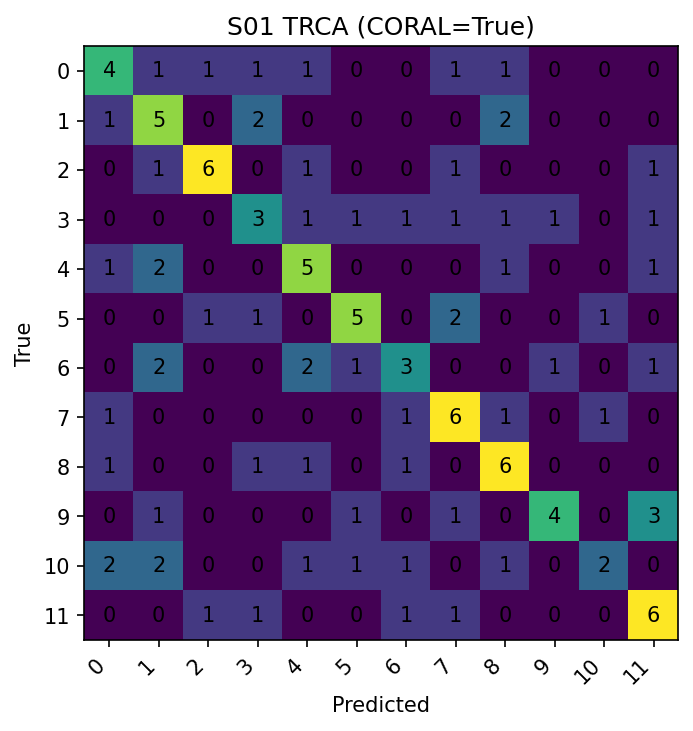 S01 TRCA (CORAL=True)
0 4 1 1 1 1 0 0 1 1 0 0 0
1 1 5 0 2 0 0 0 0 2 0 0 0
2 0 1 6 0 1 0 0 1 0 0 0 1
3 0 0 0 3 1 1 1 1 1 1 0 1
4 1 2 0 0 5 0 0 0 1 0 0 1
5 0 0 1 1 0 5 0 2 0 0 1 0
6 0 2 0 0 2 1 3 0 0 1 0 1
7 1 0 0 0 0 0 1 6 1 0 1 0
8 1 0 0 1 1 0 1 0 6 0 0 0
9 0 1 0 0 0 1 0 1 0 4 0 3
10 2 2 0 0 1 1 1 0 1 0 2 0
11 0 0 1 1 0 0 1 1 0 0 0 6
0 1 2 3 4 5 6 7 8 9 10 11
Predicted
True